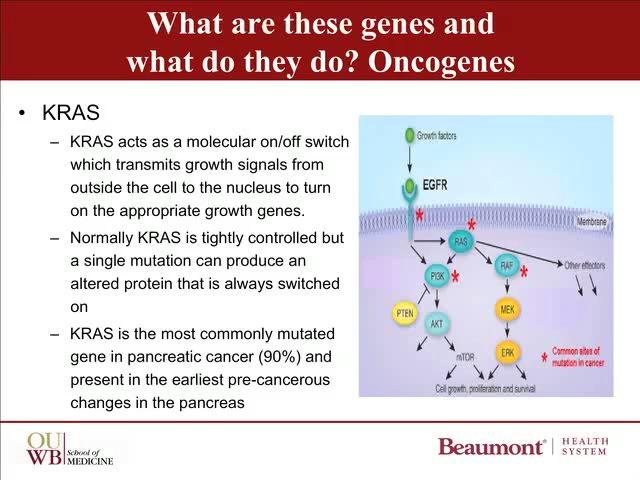 What are these genes and
what do they do? Oncogenes
• KRAS
– KRAS acts as a molecular on/off switch
which transmits growth signals from
outside the cell to the nucleus to turn
on the appropriate growth genes.
– Normally KRAS is tightly controlled but
a single mutation can produce an
altered protein that is always switched
on
– KRAS is the most commonly mutated
gene in pancreatic cancer (90%) and
present in the earliest pre-cancerous
changes in the pancreas
Growth factors
EGFR
*
Membrane
*
RAS
PI3K
*
RAF
*
Other effectors
PTEN
AKT
MEK
mTOR
ERK
* Common sites of
mutation in cancer
Cell growth, proliferation and survival
OU
WB
School of
MEDICINE
Beaumont®
HEALTH
SYSTEM